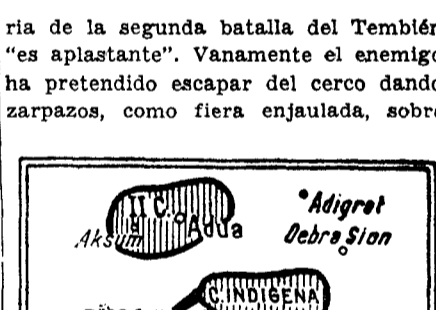 ria de la segunda batalla del Tembién
"es aplastante". Vanamente el enemigo
ha pretendido escapar del cerco dando
zarpazos, como fiera enjaulada, sobre
II C.
Adua
Aksum
Adigrat
Debra Sion
C. INDIGENA